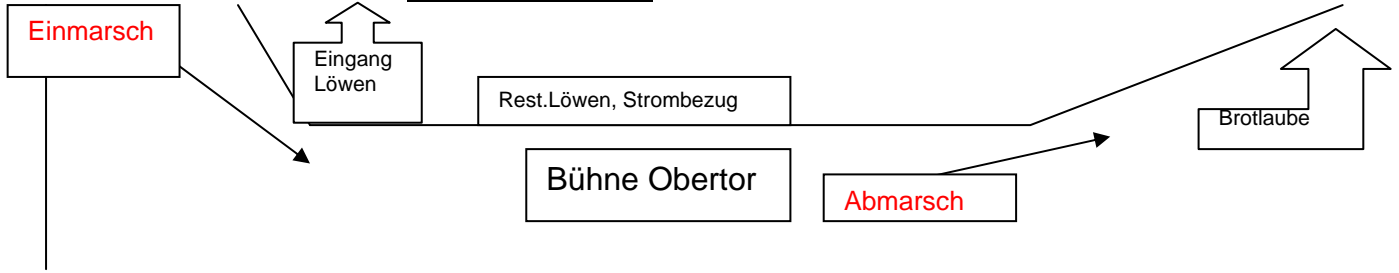 Einmarsch
Eingang
Löwen
Rest.Löwen, Strombezug
Brotlaube
Bühne Obertor
Abmarsch